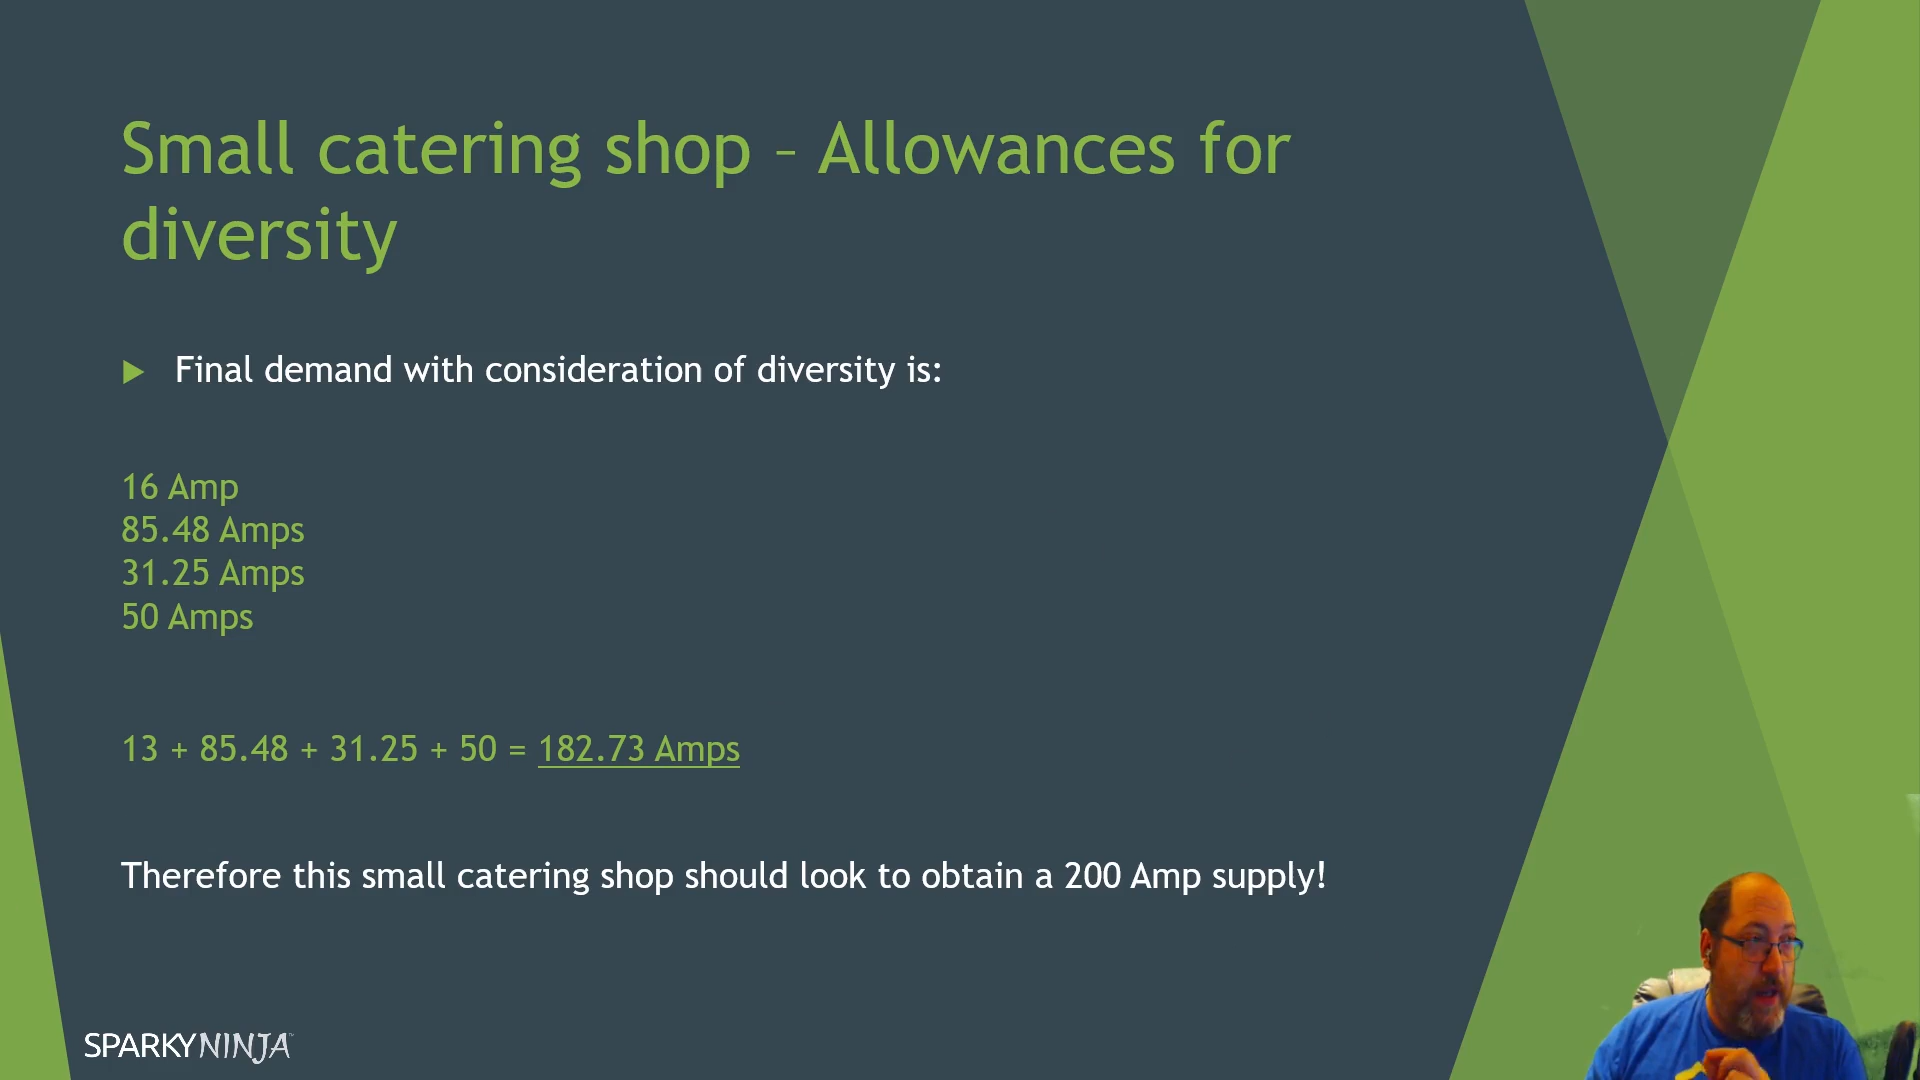 Small catering shop – Allowances for
diversity
Final demand with consideration of diversity is:
16 Amp
85.48 Amps
31.25 Amps
50 Amps
13 + 85.48 + 31.25 + 50 = 182.73 Amps
Therefore this small catering shop should look to obtain a 200 Amp supply!
SPARKYNINJA™